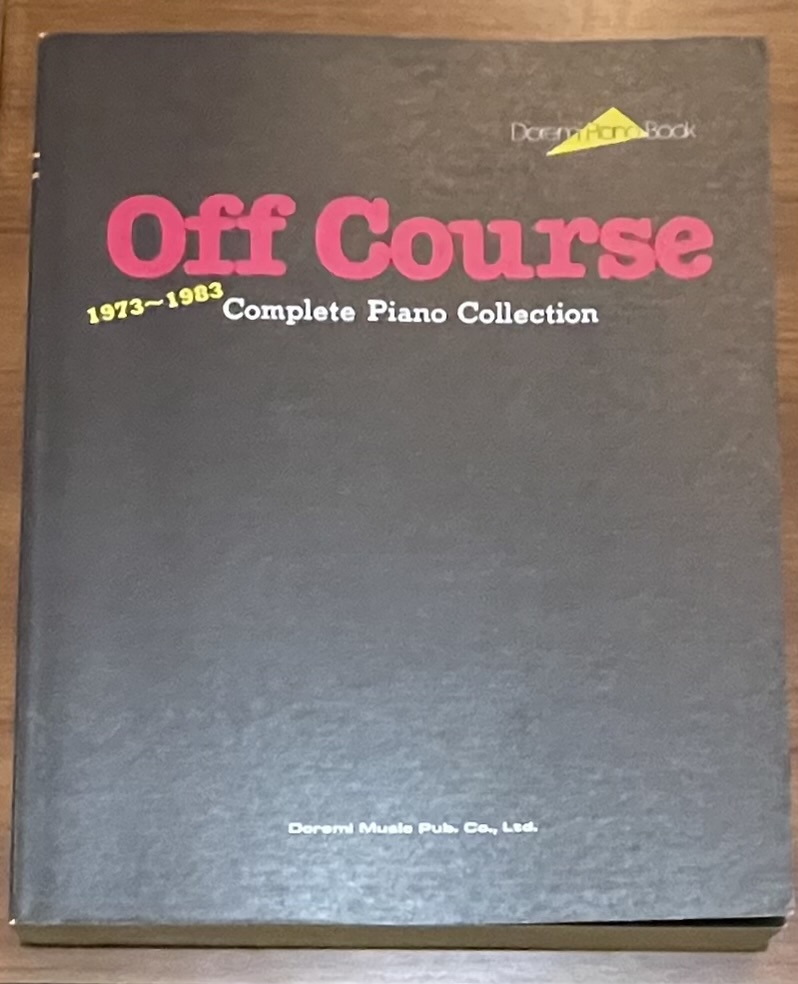 Doremi Piano Book
Off Course
1973~1983
Complete Piano Collection
Doremi Music Pub. Co., Ltd.